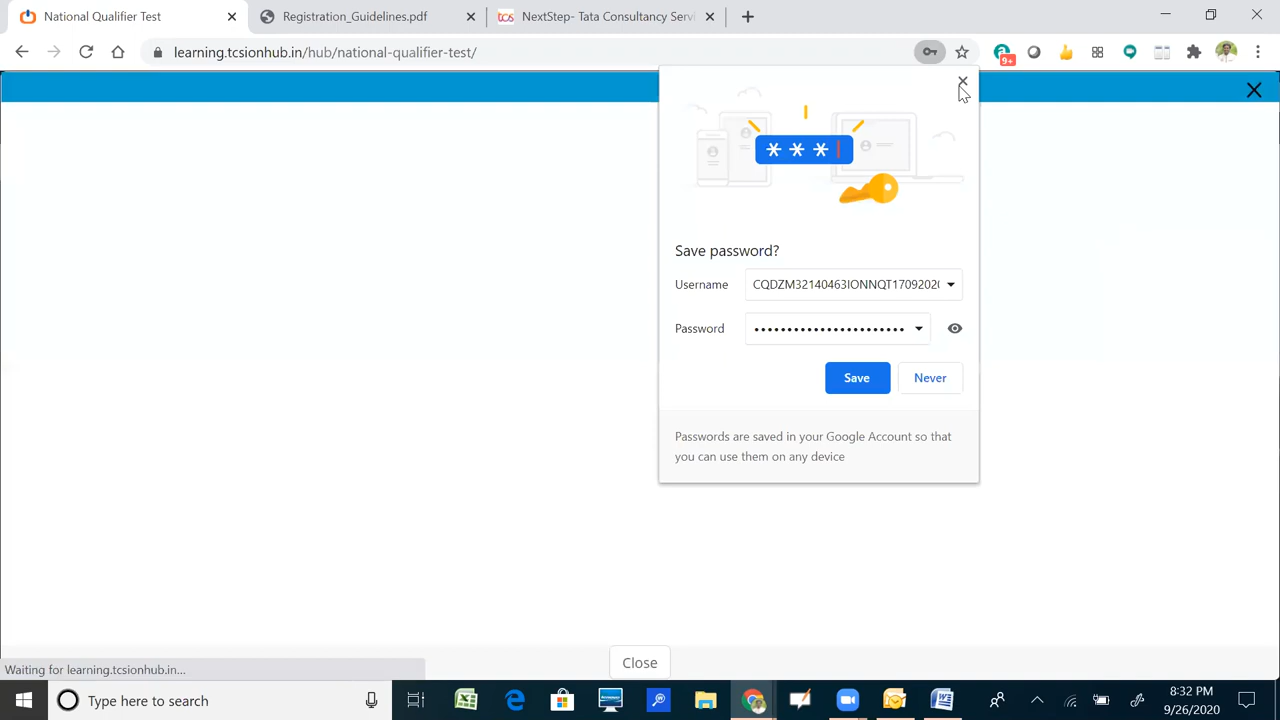 National Qualifier Test
Registration_Guidelines.pdf
tcs
NextStep- Tata Consultancy Servi
learning.tcsionhub.in/hub/national-qualifier-test/
9+
* * *
Save password?
Username
CQDZM32140463IONNQT1709202
Password
Save
Never
Passwords are saved in your Google Account so that
you can use them on any device
Close
Waiting for learning.tcsionhub.in...
Type here to search
8:32 PM
9/26/2020